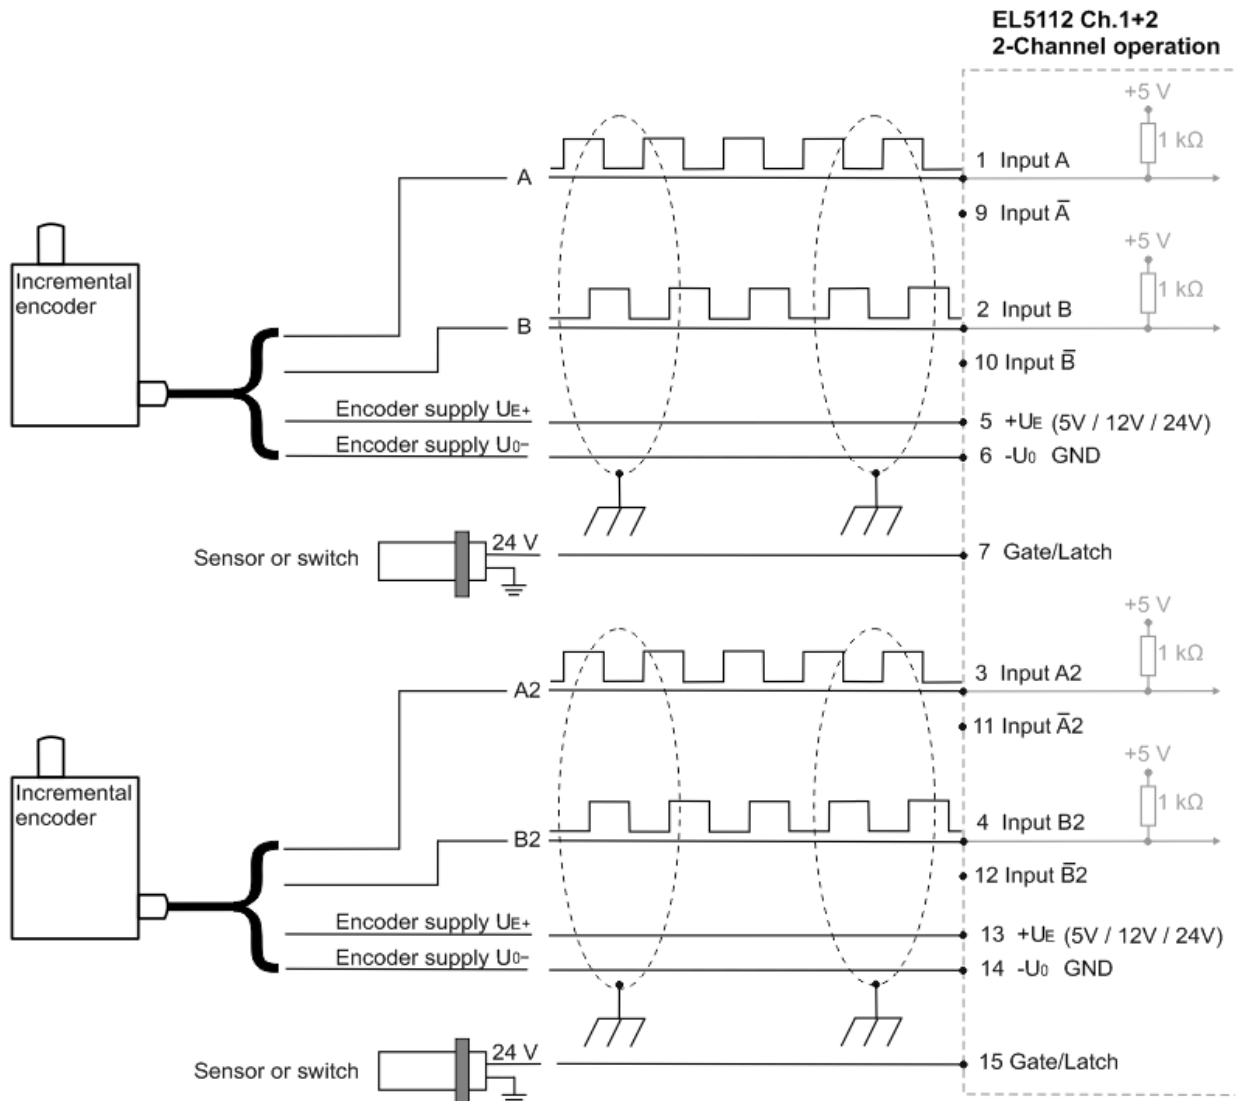 EL5112 Ch.1+2
2-Channel operation
+5 V
1 kΩ
1 Input A
A
9 Input A̅
+5 V
1 kΩ
Incremental
encoder
2 Input B
B
10 Input B̅
Encoder supply UE+
5 +UE (5V / 12V / 24V)
Encoder supply U0-
6 -U0 GND
24 V
Sensor or switch
7 Gate/Latch
+5 V
1 kΩ
3 Input A2
A2
11 Input A̅2
+5 V
1 kΩ
Incremental
encoder
4 Input B2
B2
12 Input B̅2
Encoder supply UE+
13 +UE (5V / 12V / 24V)
Encoder supply U0-
14 -U0 GND
24 V
Sensor or switch
15 Gate/Latch